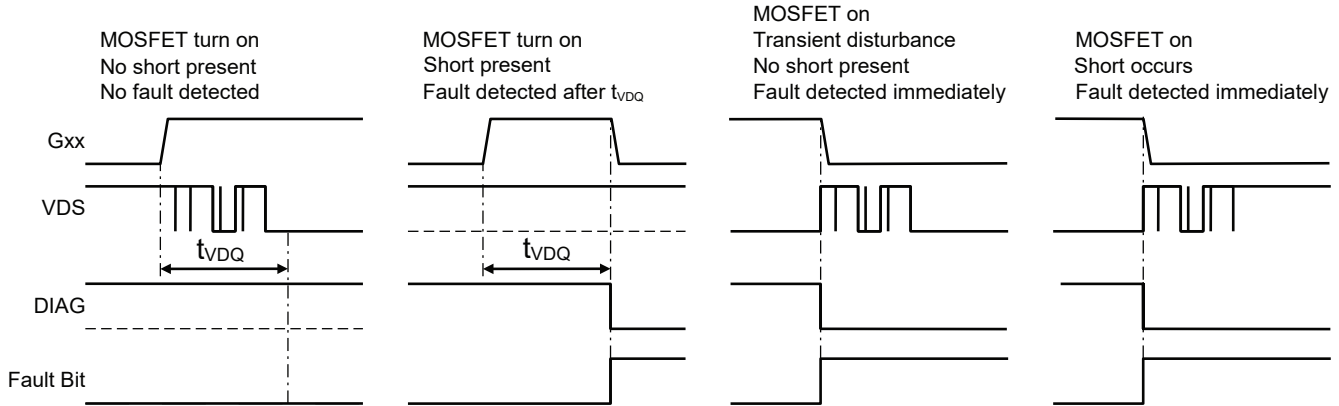 MOSFET turn on
No short present
No fault detected
MOSFET turn on
Short present
Fault detected after tVDQ
MOSFET on
Transient disturbance
No short present
Fault detected immediately
MOSFET on
Short occurs
Fault detected immediately
Gxx
VDS
tVDQ
tVDQ
DIAG
Fault Bit